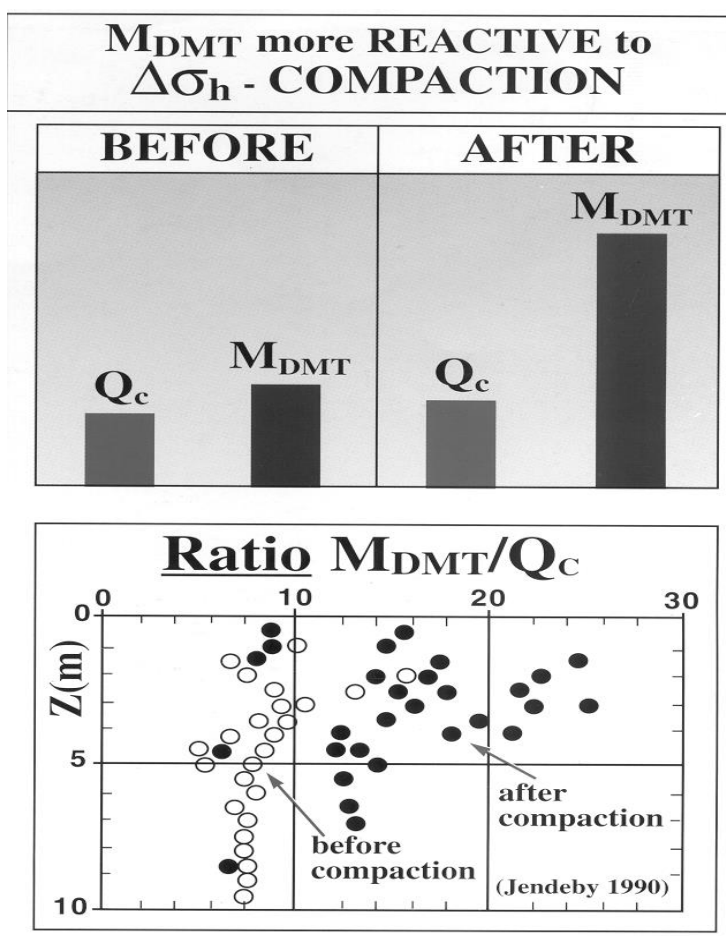 MDMT more REACTIVE to
Δσh - COMPACTION
BEFORE
AFTER
Qc
MDMT
Qc
MDMT
Ratio MDMT/QC
0 10 20 30
0
Z(m)
5
10
before
compaction
after
compaction
(Jendeby 1990)